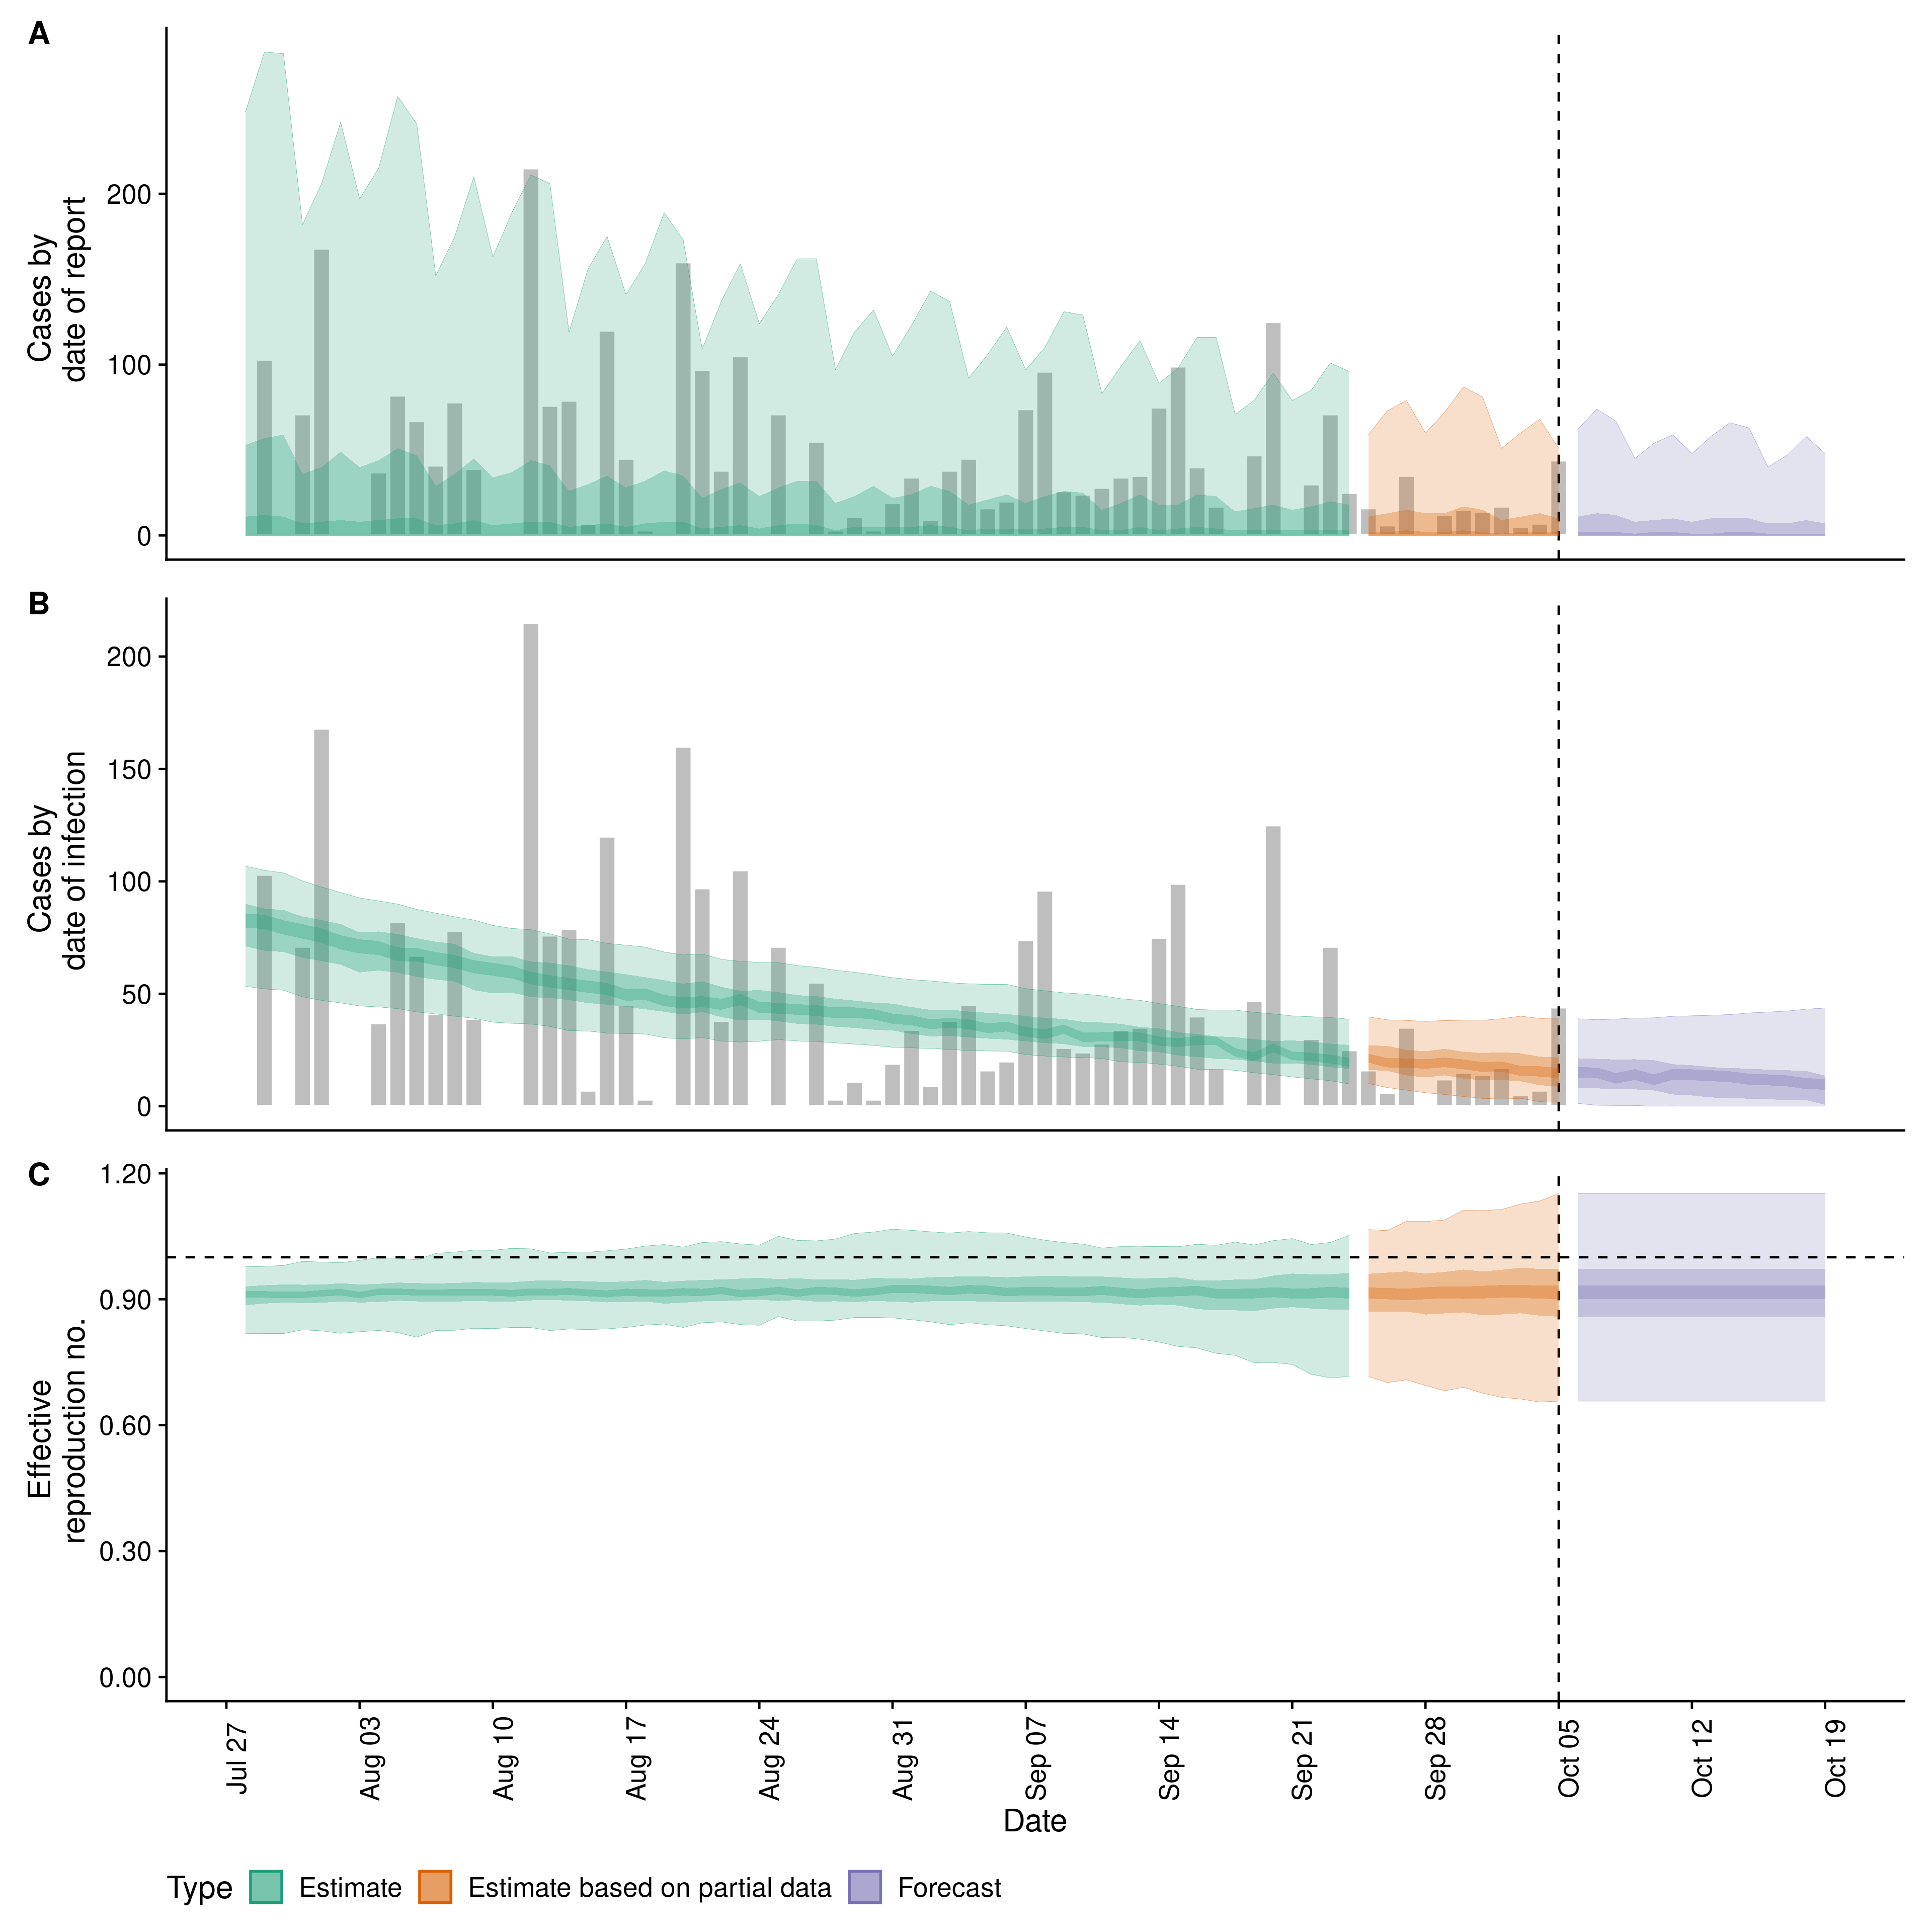 A
Cases by
date of report
200
100
0
B
Cases by
date of infection
200
150
100
50
0
C
Effective
reproduction no.
1.20
0.90
0.60
0.30
0.00
Jul 27
Aug 03
Aug 10
Aug 17
Aug 24
Aug 31
Sep 07
Sep 14
Sep 21
Sep 28
Oct 05
Oct 12
Oct 19
Date
Type Estimate Estimate based on partial data Forecast